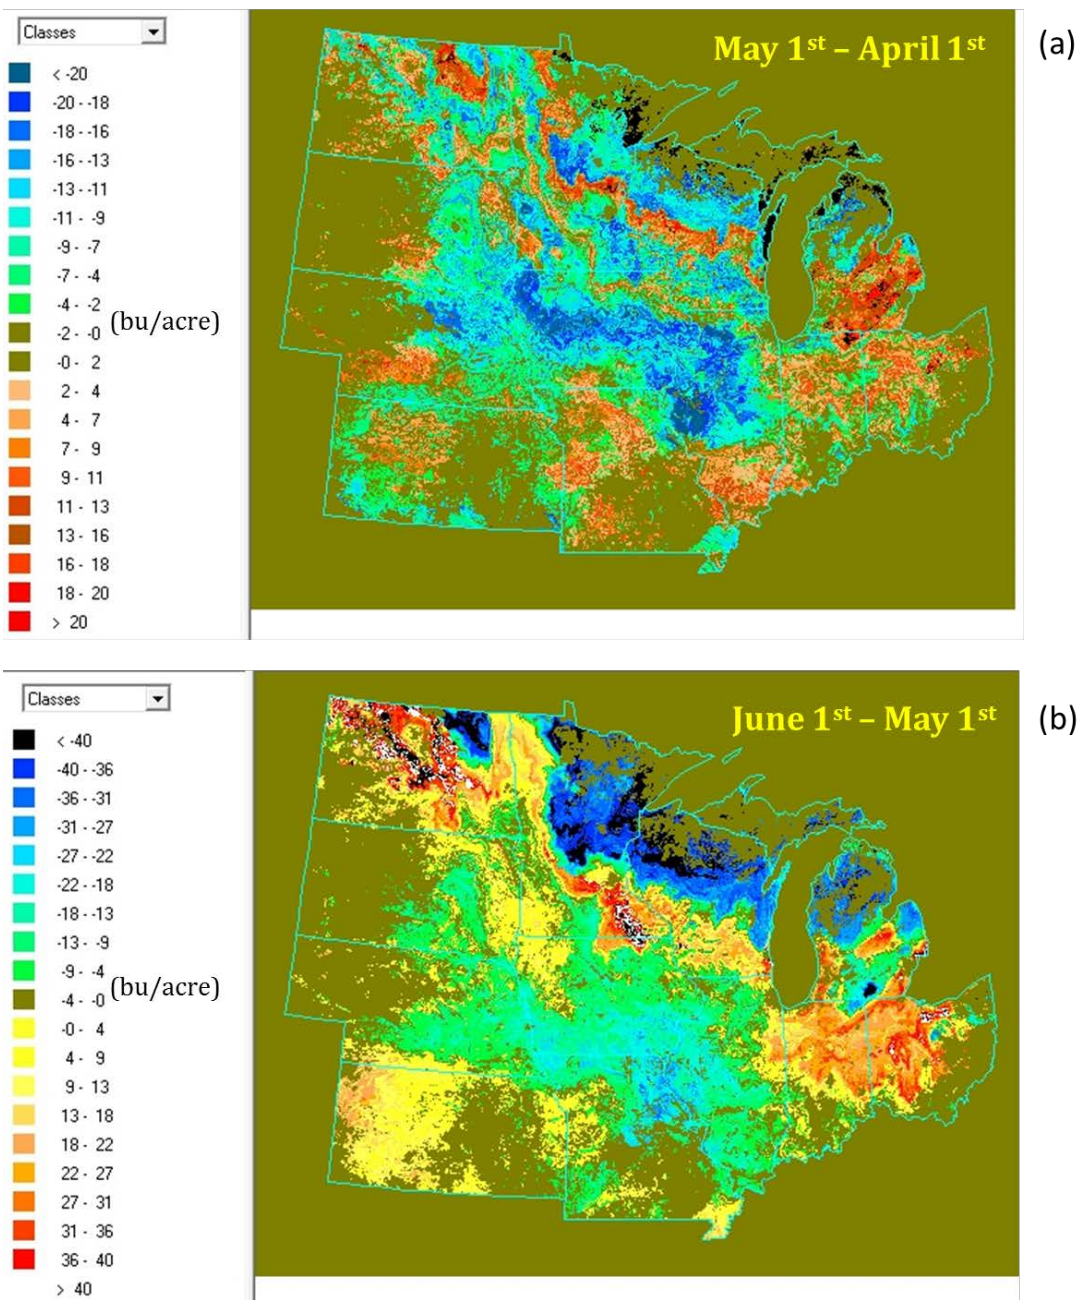 Classes
May 1st – April 1st
(a)
< -20
-20 - -18
-18 - -16
-16 - -13
-13 - -11
-11 - -9
-9 - -7
-7 - -4
-4 - -2
(bu/acre)
-2 - -0
-0 - 2
2 - 4
4 - 7
7 - 9
9 - 11
11 - 13
13 - 16
16 - 18
18 - 20
> 20
Classes
June 1st – May 1st
(b)
< -40
-40 - -36
-36 - -31
-31 - -27
-27 - -22
-22 - -18
-18 - -13
-13 - -9
-9 - -4
-4 - -0 (bu/acre)
-0 - 4
4 - 9
9 - 13
13 - 18
18 - 22
22 - 27
27 - 31
31 - 36
36 - 40
> 40